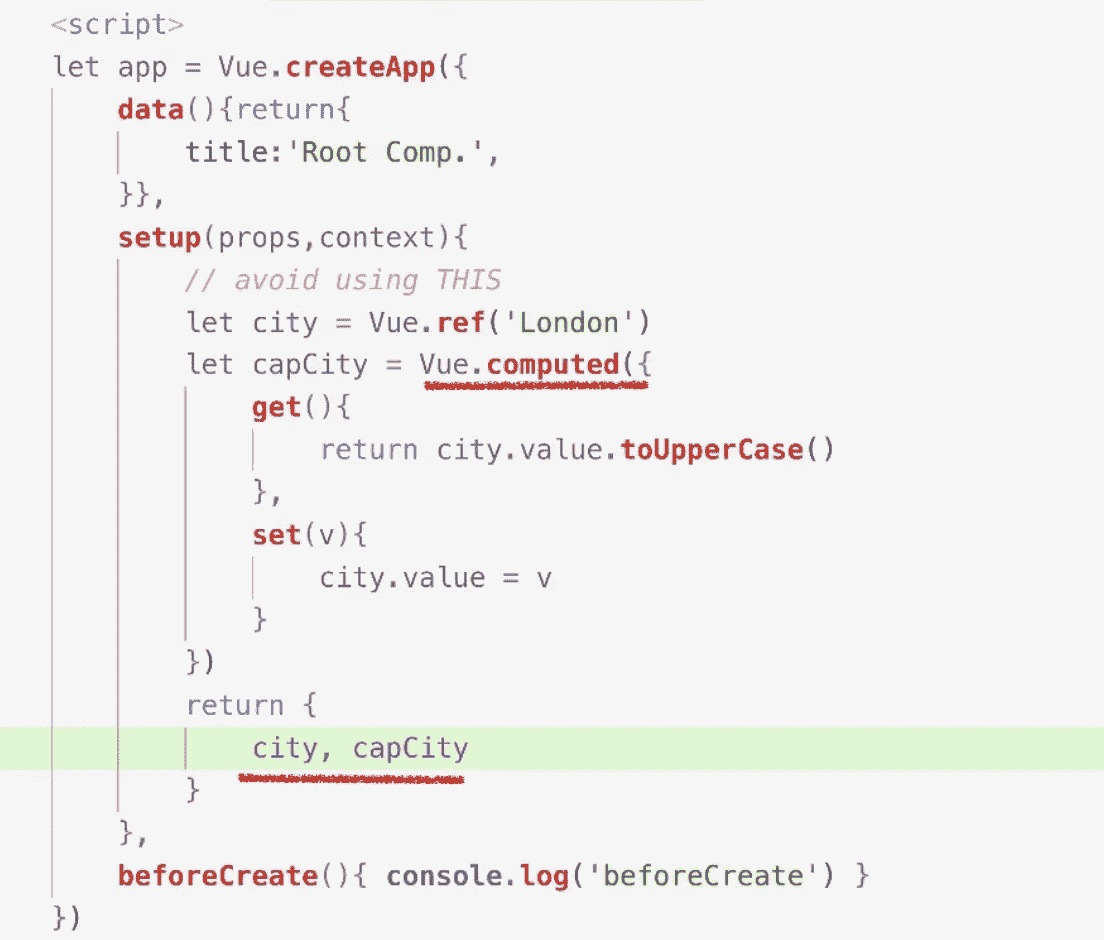 <script>
let app = Vue.createApp({
    data(){return{
        title:'Root Comp.',
    }},
    setup(props,context){
        // avoid using THIS
        let city = Vue.ref('London')
        let capCity = Vue.computed({
            get(){
                return city.value.toUpperCase()
            },
            set(v){
                city.value = v
            }
        })
        return {
            city, capCity
        }
    },
    beforeCreate(){ console.log('beforeCreate') }
})